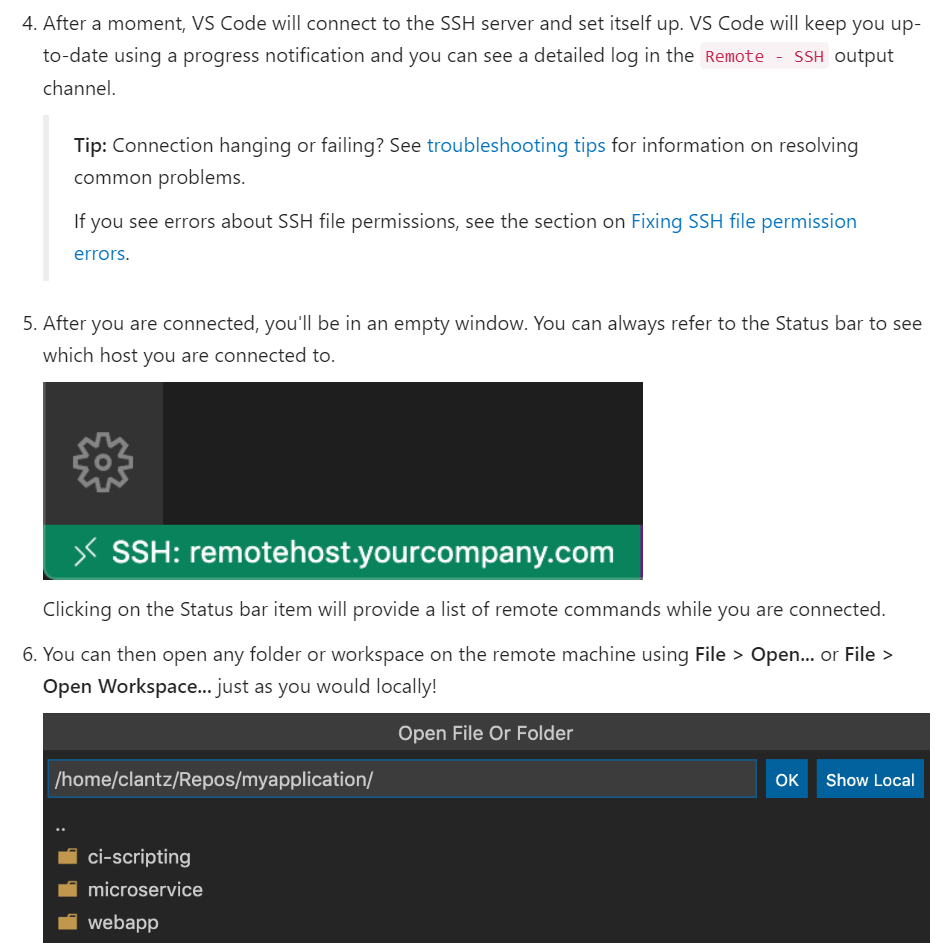 4. After a moment, VS Code will connect to the SSH server and set itself up. VS Code will keep you up-
to-date using a progress notification and you can see a detailed log in the Remote - SSH output
channel.
Tip: Connection hanging or failing? See troubleshooting tips for information on resolving
common problems.
If you see errors about SSH file permissions, see the section on Fixing SSH file permission
errors.
5. After you are connected, you'll be in an empty window. You can always refer to the Status bar to see
which host you are connected to.
SSH: remotehost.yourcompany.com
Clicking on the Status bar item will provide a list of remote commands while you are connected.
6. You can then open any folder or workspace on the remote machine using File > Open... or File >
Open Workspace... just as you would locally!
Open File Or Folder
/home/clantz/Repos/myapplication/ OK Show Local
..
ci-scripting
microservice
webapp